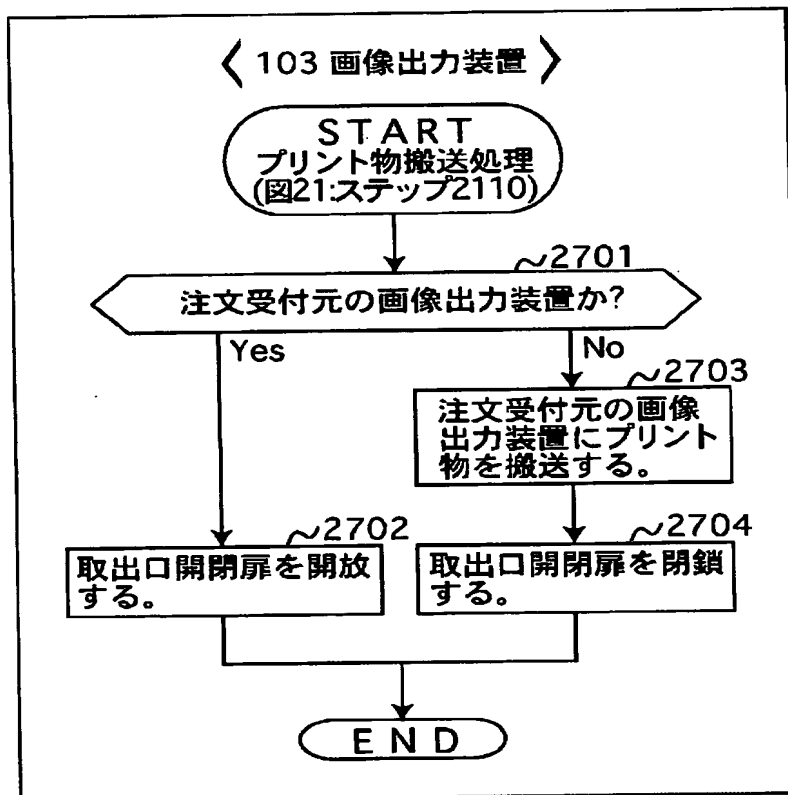 〈 103 画像出力装置 〉
START
プリント物搬送処理
(図21:ステップ2110)
2701
注文受付元の画像出力装置か?
Yes
No
2703
注文受付元の画像
出力装置にプリント
物を搬送する。
2702
取出口開閉扉を開放
する。
2704
取出口開閉扉を閉鎖
する。
END